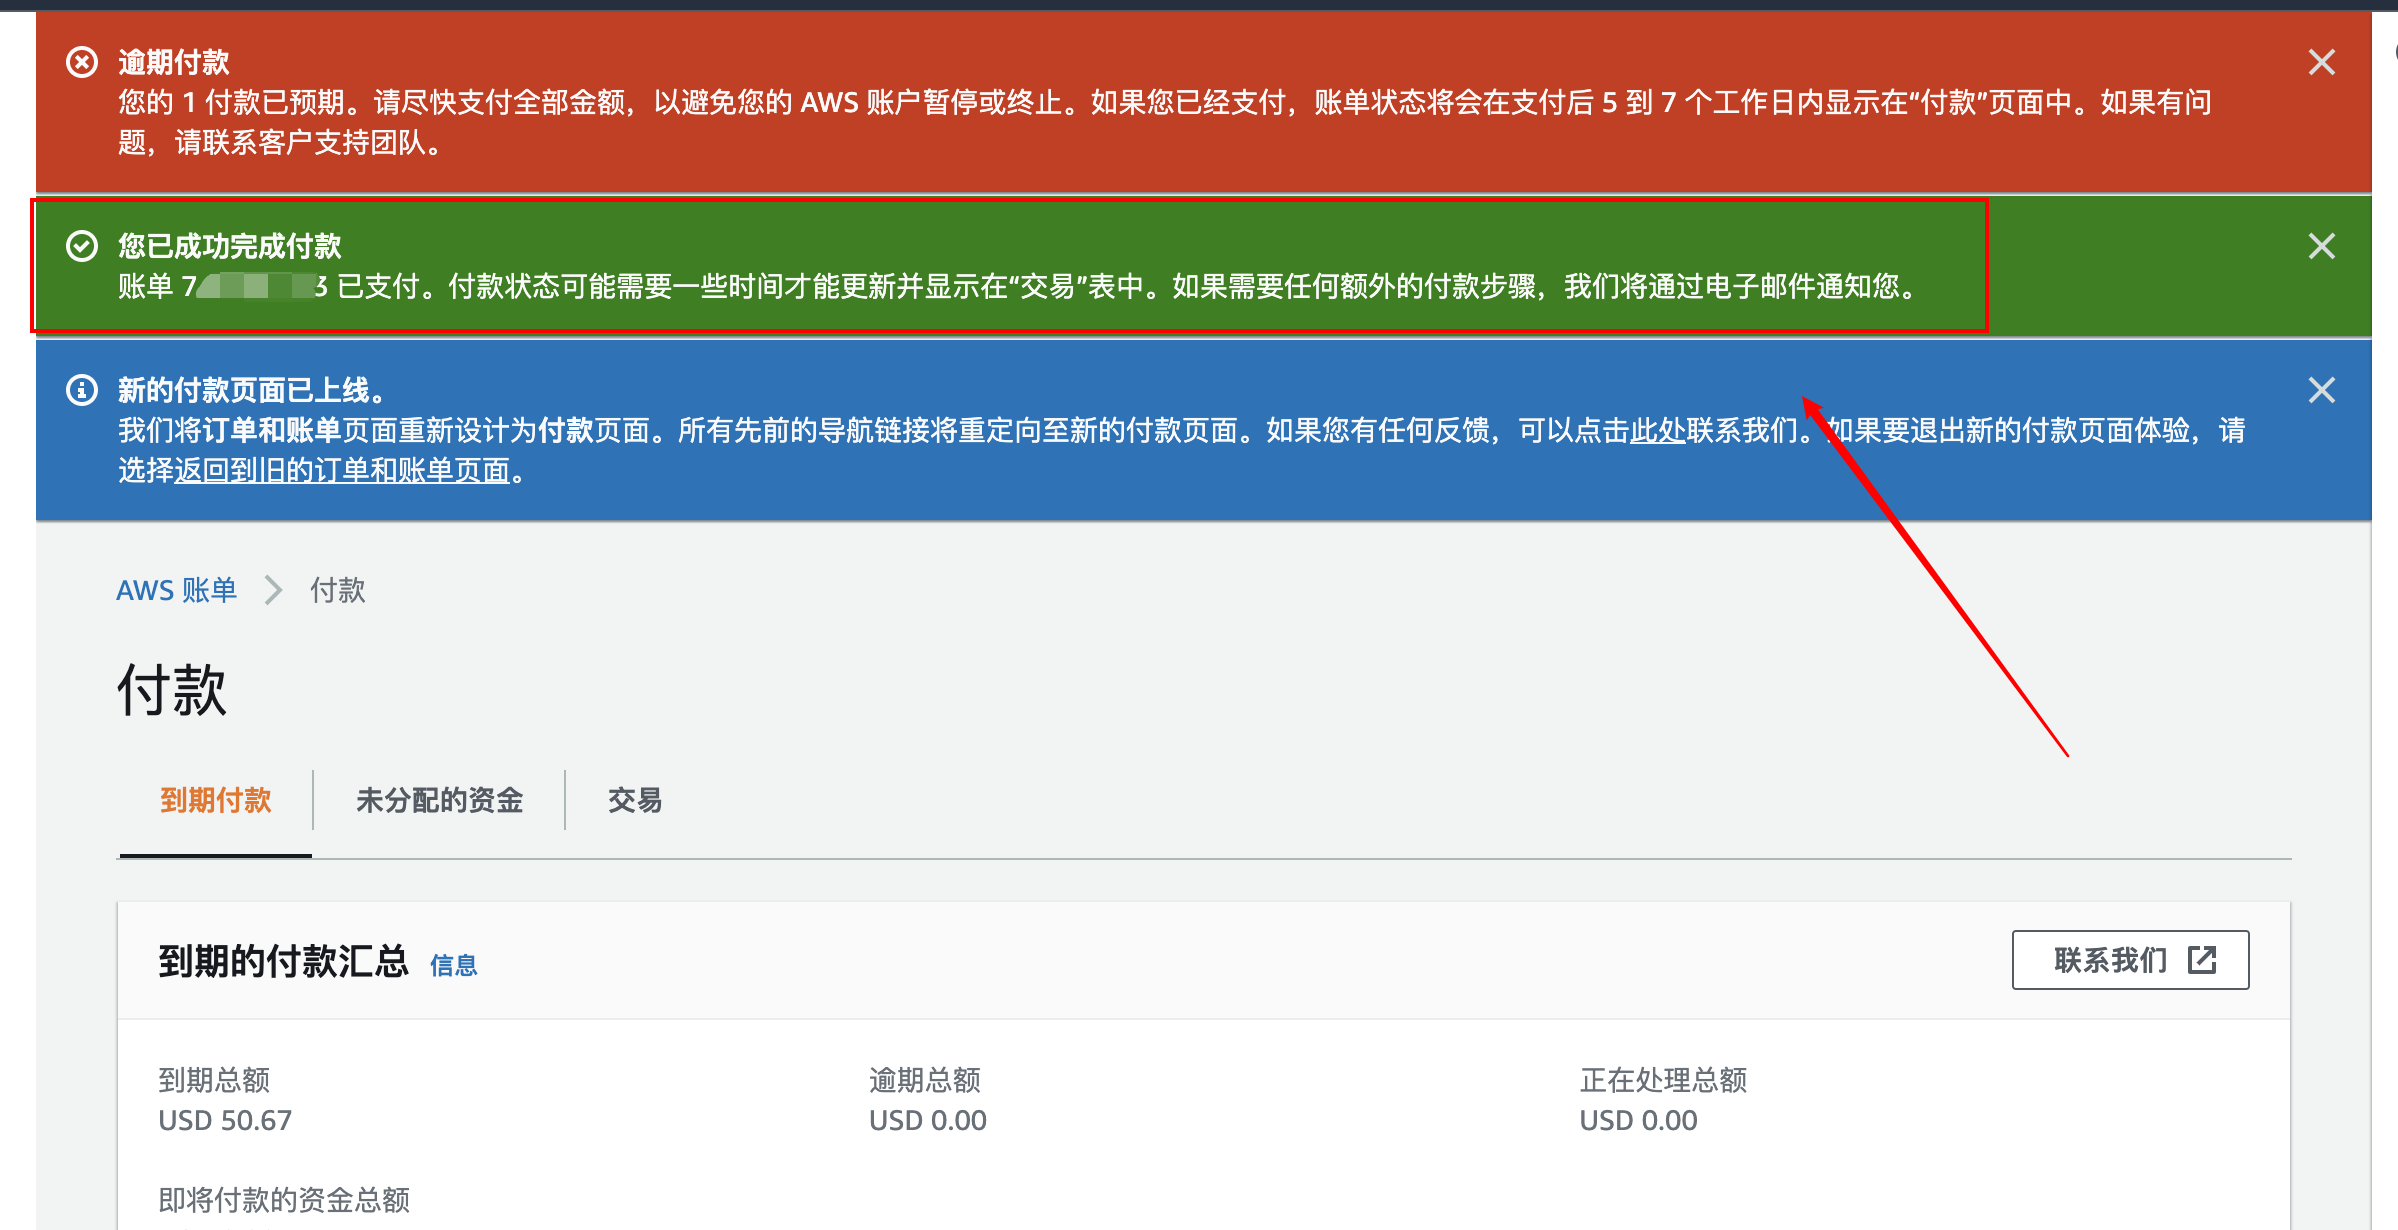 逾期付款
您的 1 付款已预期。请尽快支付全部金额，以避免您的 AWS 账户暂停或终止。如果您已经支付，账单状态将会在支付后 5 到 7 个工作日内显示在“付款”页面中。如果有问
题，请联系客户支持团队。
您已成功完成付款
账单 7 3 已支付。付款状态可能需要一些时间才能更新并显示在“交易”表中。如果需要任何额外的付款步骤，我们将通过电子邮件通知您。
新的付款页面已上线。
我们将订单和账单页面重新设计为付款页面。所有先前的导航链接将重定向至新的付款页面。如果您有任何反馈，可以点击此处联系我们。如果要退出新的付款页面体验，请
选择返回到旧的订单和账单页面。
AWS 账单 付款
付款
到期付款 未分配的资金 交易
到期的付款汇总 信息 联系我们
到期总额 逾期总额 正在处理总额
USD 50.67 USD 0.00 USD 0.00
即将付款的资金总额